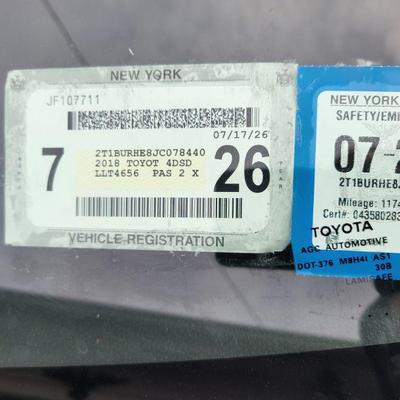 NEW YORK
JF107711
07/17/26
7
2T1BURHE8JC078440
2018 TOYOT 4DSD
LLT4656 PAS 2 X
26
VEHICLE REGISTRATION
NEW YORK
SAFETY/EMI
07-2
2T1BURHE8J
Mileage: 1174
Cert#: 043580283
TOYOTA
AGC AUTOMOTIVE
DOT-376 M8H4I AS1
30B
LAMISAFE